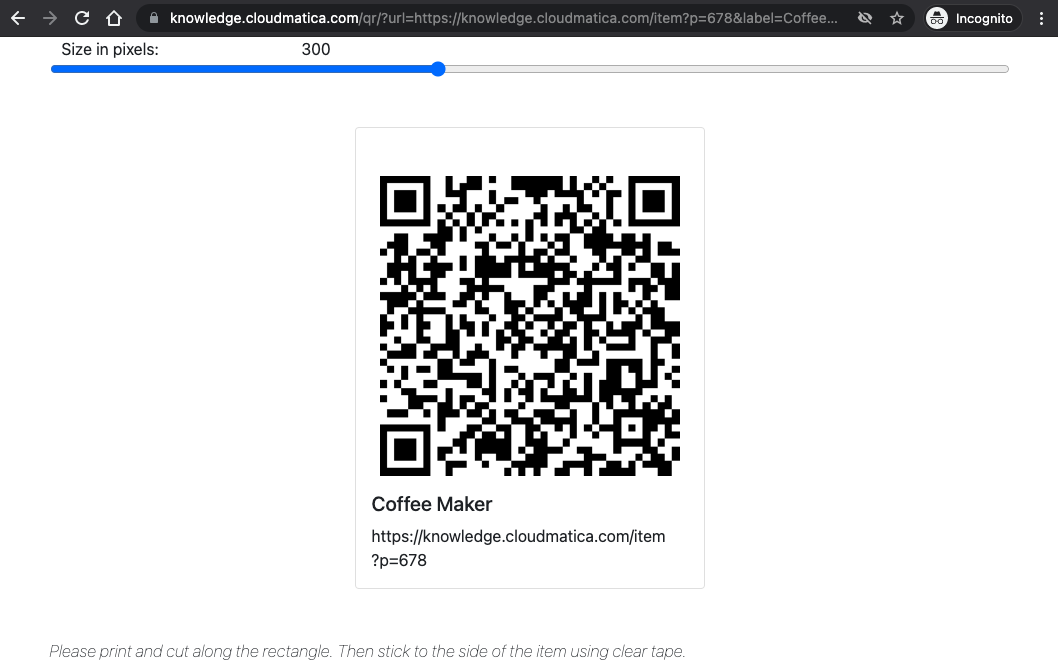 knowledge.cloudmatica.com/qr/?url=https://knowledge.cloudmatica.com/item?p=678&label=Coffee... Incognito
Size in pixels: 300
Coffee Maker
https://knowledge.cloudmatica.com/item
?p=678
Please print and cut along the rectangle. Then stick to the side of the item using clear tape.